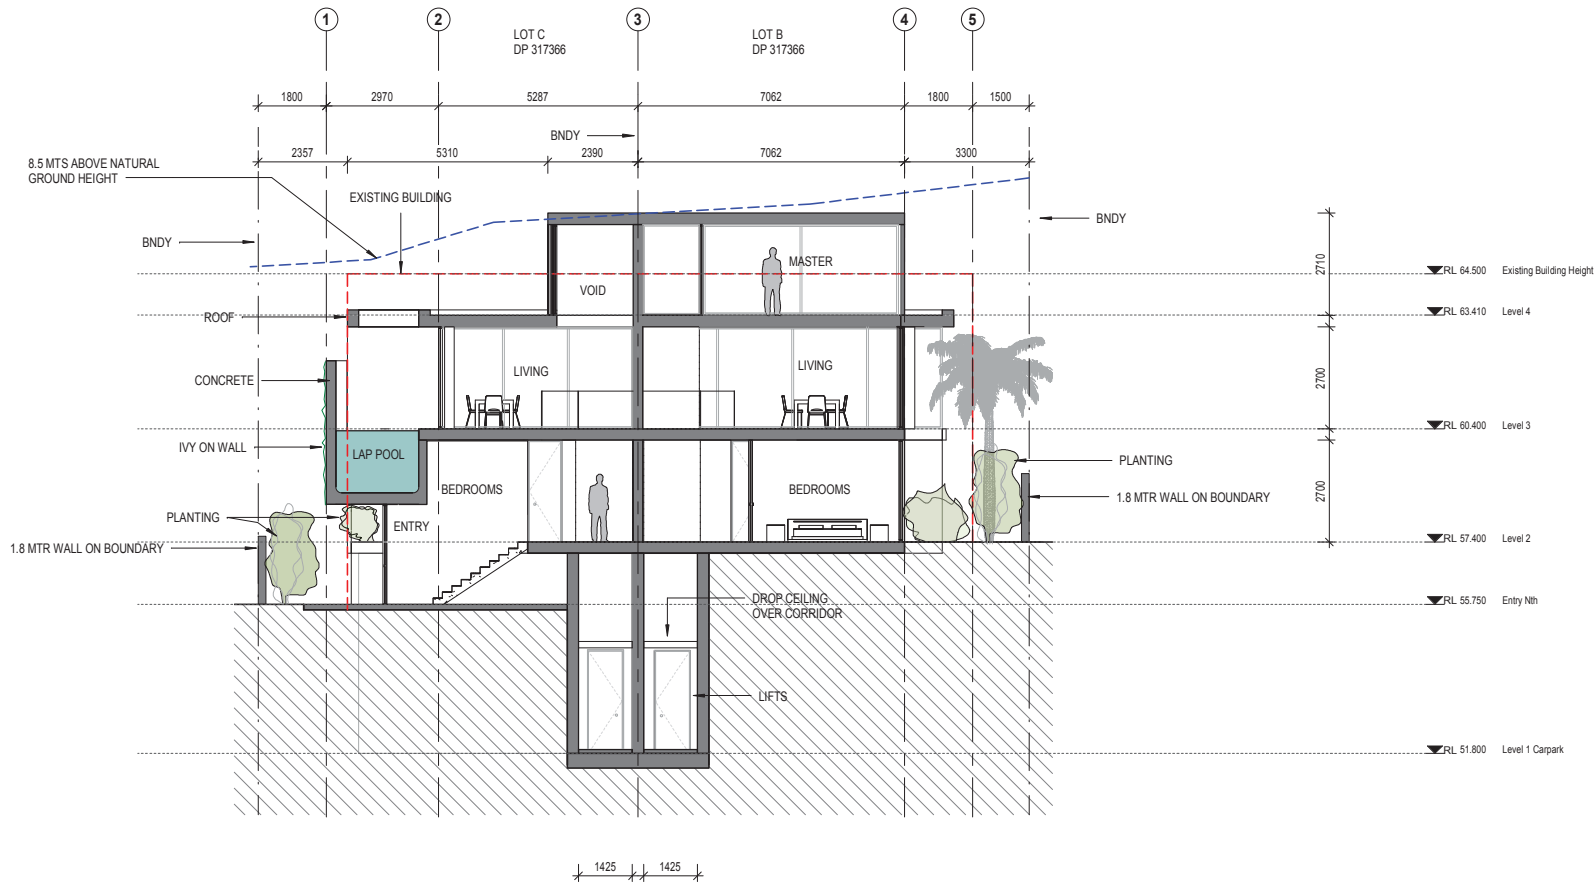 1
2
3
4
5
LOT C
DP 317366
LOT B
DP 317366
1800
2970
5287
7062
1800
1500
BNDY
2357
5310
2390
7062
3300
8.5 MTS ABOVE NATURAL
GROUND HEIGHT
EXISTING BUILDING
BNDY
BNDY
MASTER
2710
RL 64.500 Existing Building Height
VOID
ROOF
RL 63.410 Level 4
LIVING
LIVING
CONCRETE
2700
RL 60.400 Level 3
IVY ON WALL
LAP POOL
PLANTING
BEDROOMS
BEDROOMS
2700
1.8 MTR WALL ON BOUNDARY
PLANTING
ENTRY
1.8 MTR WALL ON BOUNDARY
RL 57.400 Level 2
DROP CEILING
OVER CORRIDOR
RL 55.750 Entry Nth
LIFTS
RL 51.800 Level 1 Carpark
1425
1425